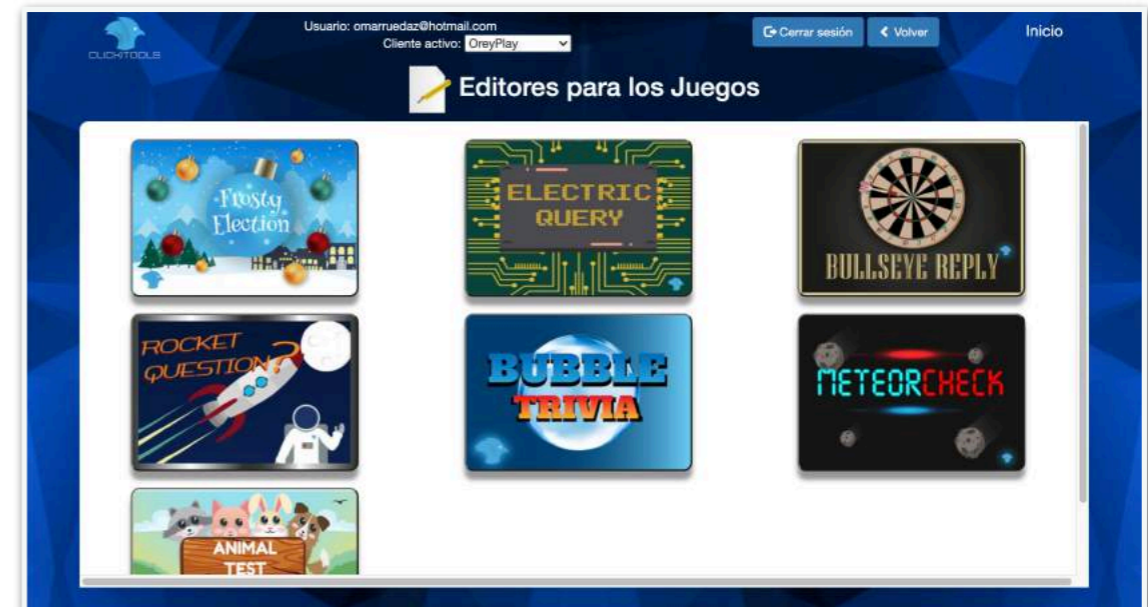 CLICKITOOLS
Usuario: omarruedaz@hotmail.com
Cliente activo: OreyPlay
Cerrar sesión
Volver
Inicio
Editores para los Juegos
Frosty
Election
ELECTRIC
QUERY
BULLSEYE REPLY
ROCKET
QUESTION?
BUBBLE
TRIVIA
METEORCHECK
ANIMAL
TEST